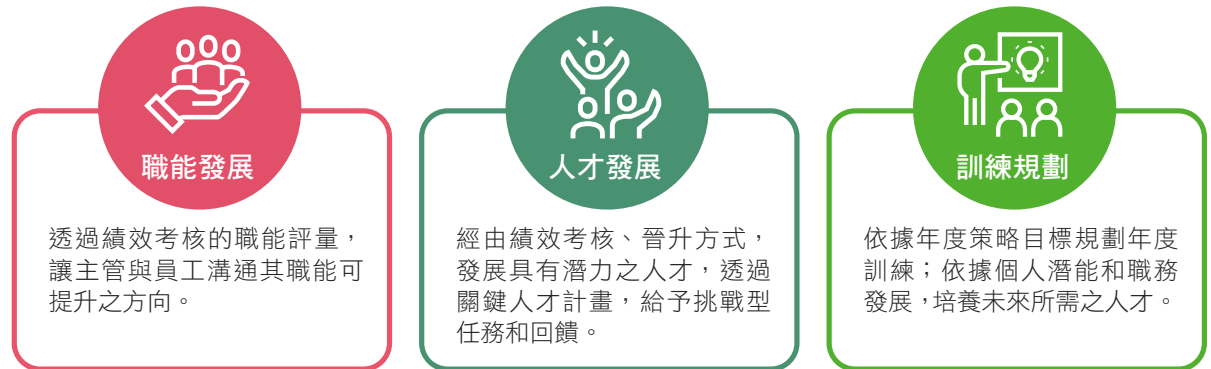 職能發展
透過績效考核的職能評量，
讓主管與員工溝通其職能可
提升之方向。
人才發展
經由績效考核、晉升方式，
發展具有潛力之人才，透過
關鍵人才計畫，給予挑戰型
任務和回饋。
訓練規劃
依據年度策略目標規劃年度
訓練；依據個人潛能和職務
發展，培養未來所需之人才。